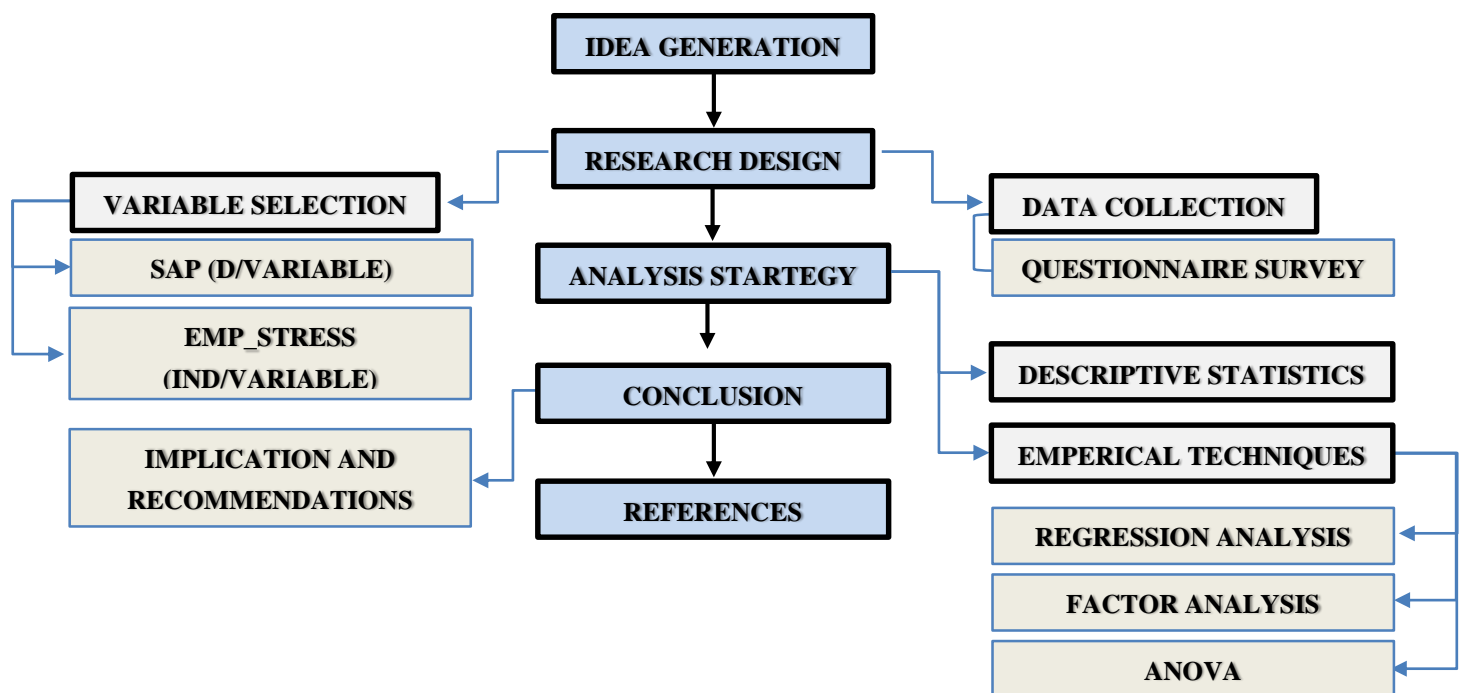 IDEA GENERATION
RESEARCH DESIGN
VARIABLE SELECTION
DATA COLLECTION
SAP (D/VARIABLE)
ANALYSIS STARTEGY
QUESTIONNAIRE SURVEY
EMP_STRESS
(IND/VARIABLE)
DESCRIPTIVE STATISTICS
CONCLUSION
IMPLICATION AND
RECOMMENDATIONS
EMPERICAL TECHNIQUES
REFERENCES
REGRESSION ANALYSIS
FACTOR ANALYSIS
ANOVA